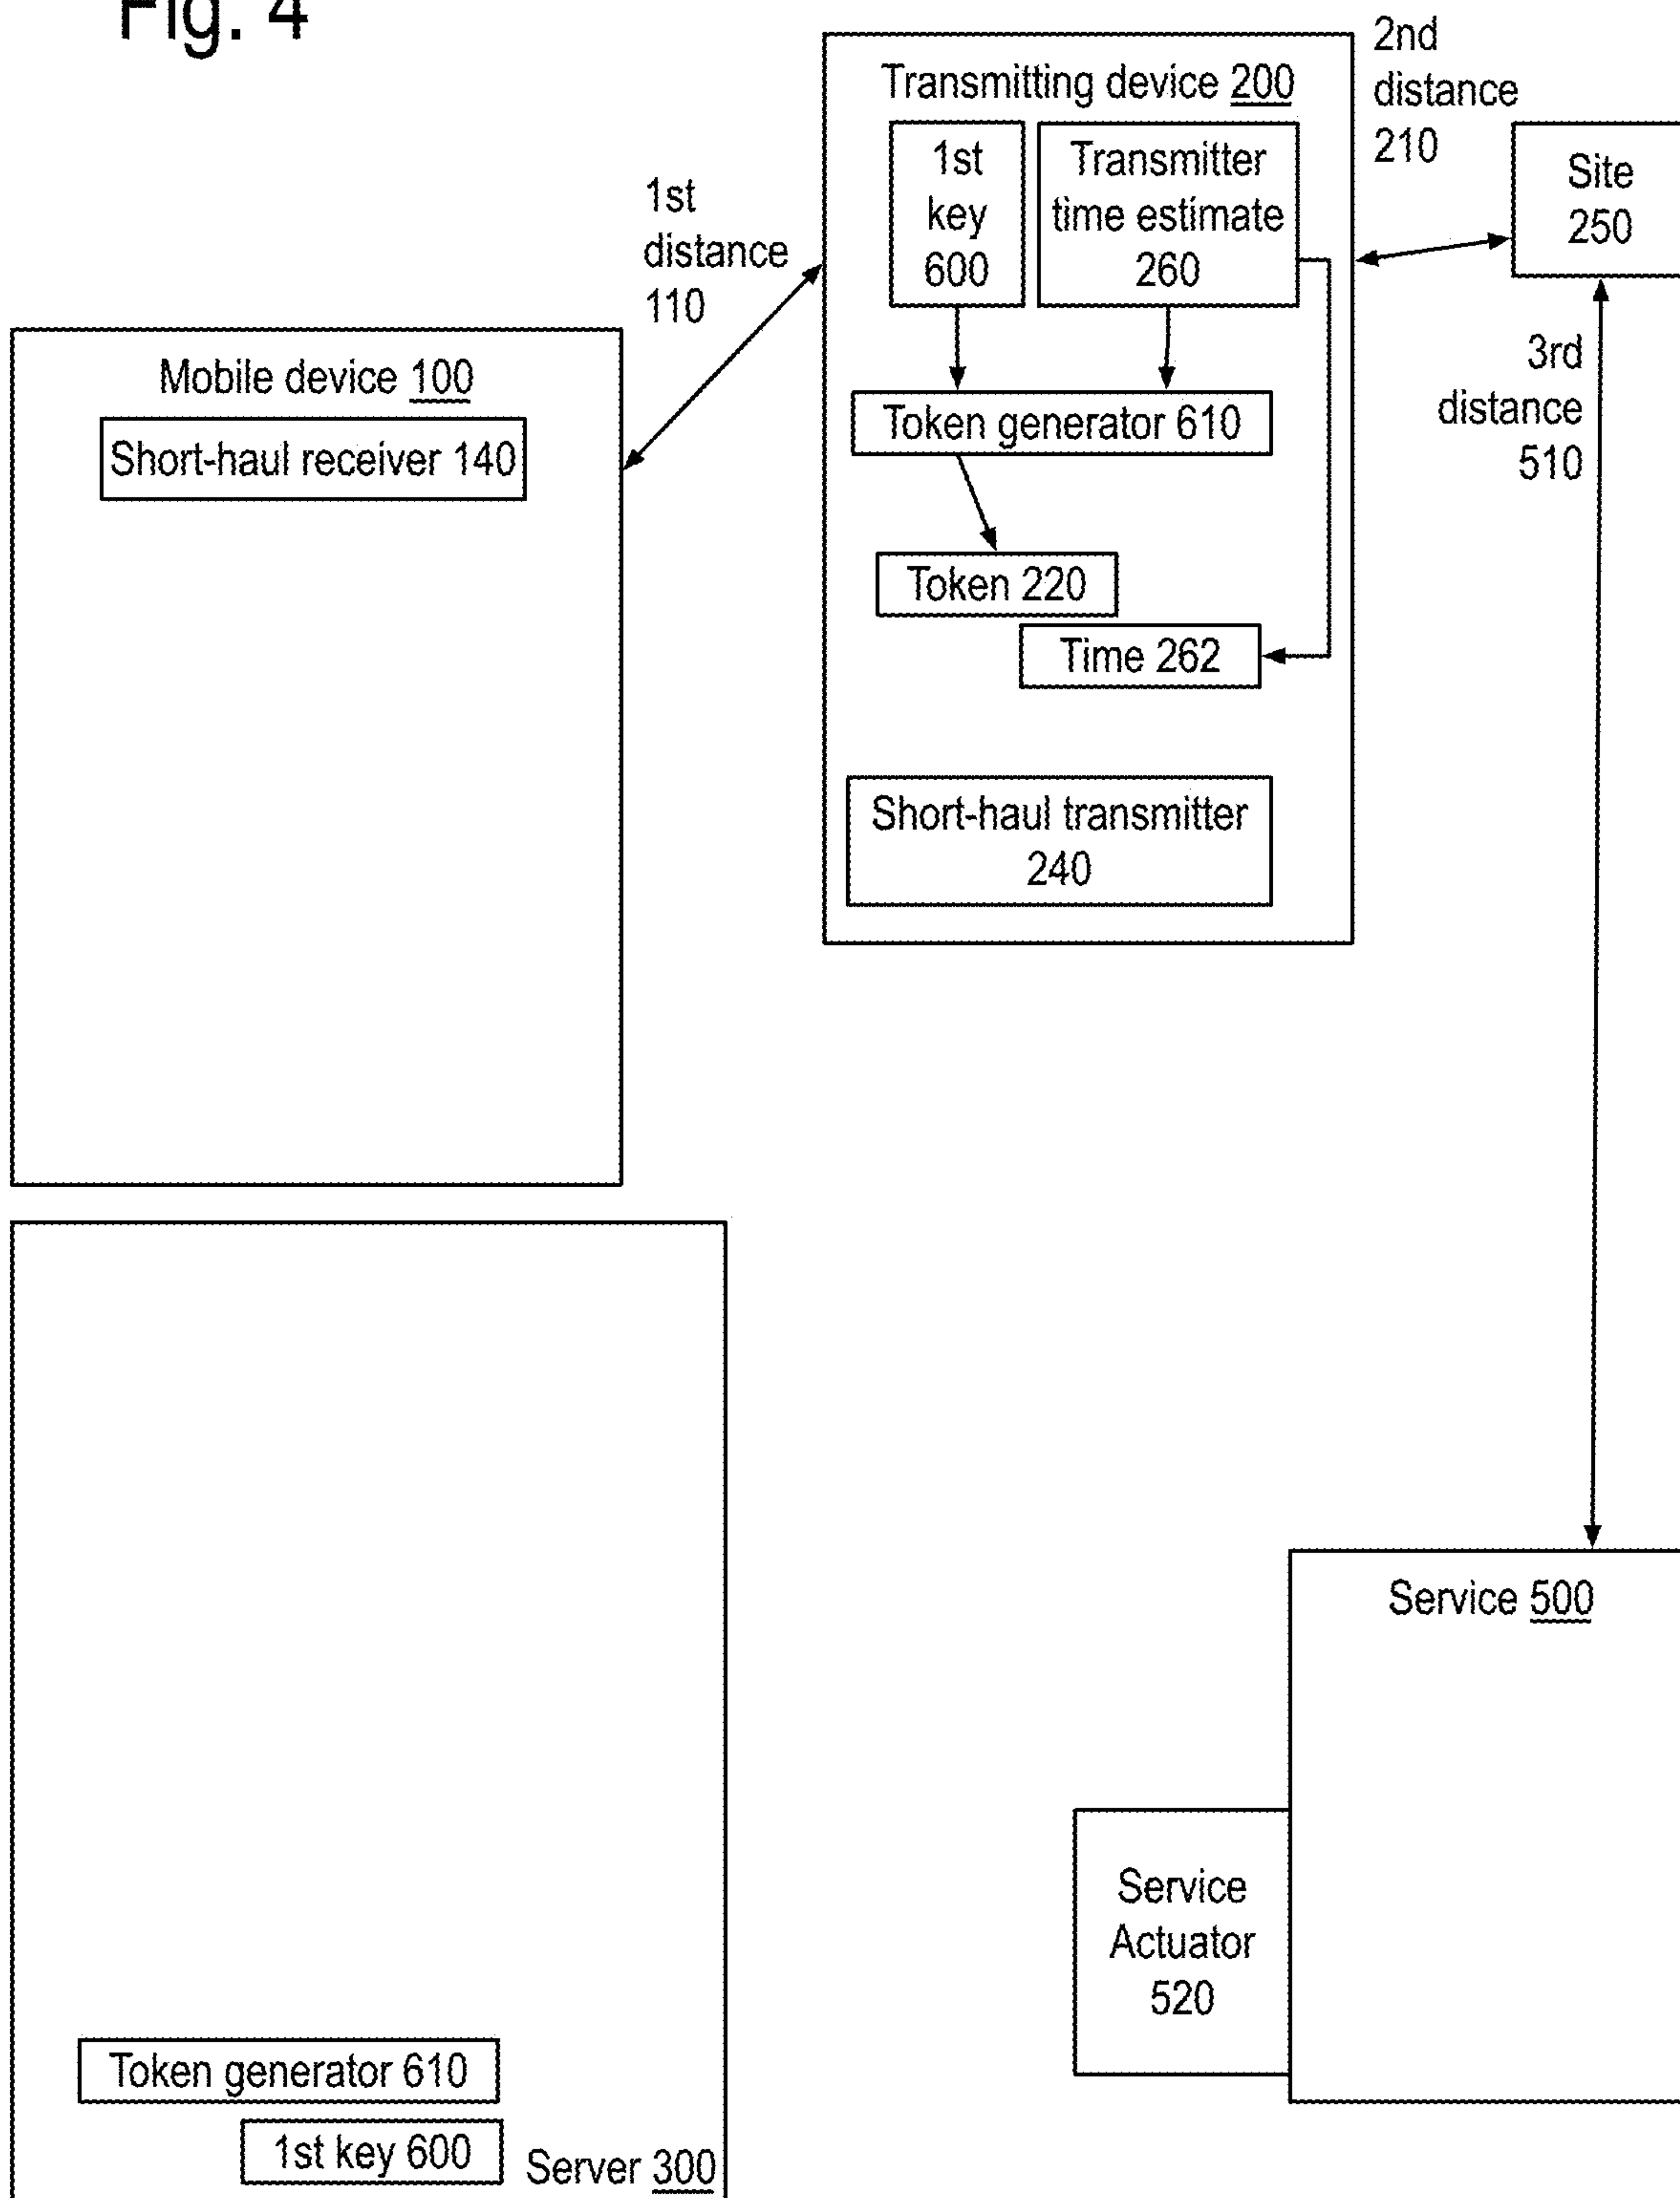 Fig. 4
Transmitting device 200
1st
key
600
Transmitter
time estimate
260
Token generator 610
Token 220
Time 262
Short-haul transmitter
240
2nd
distance
210
Site
250
1st
distance
110
3rd
distance
510
Mobile device 100
Short-haul receiver 140
Service 500
Service
Actuator
520
Token generator 610
1st key 600
Server 300